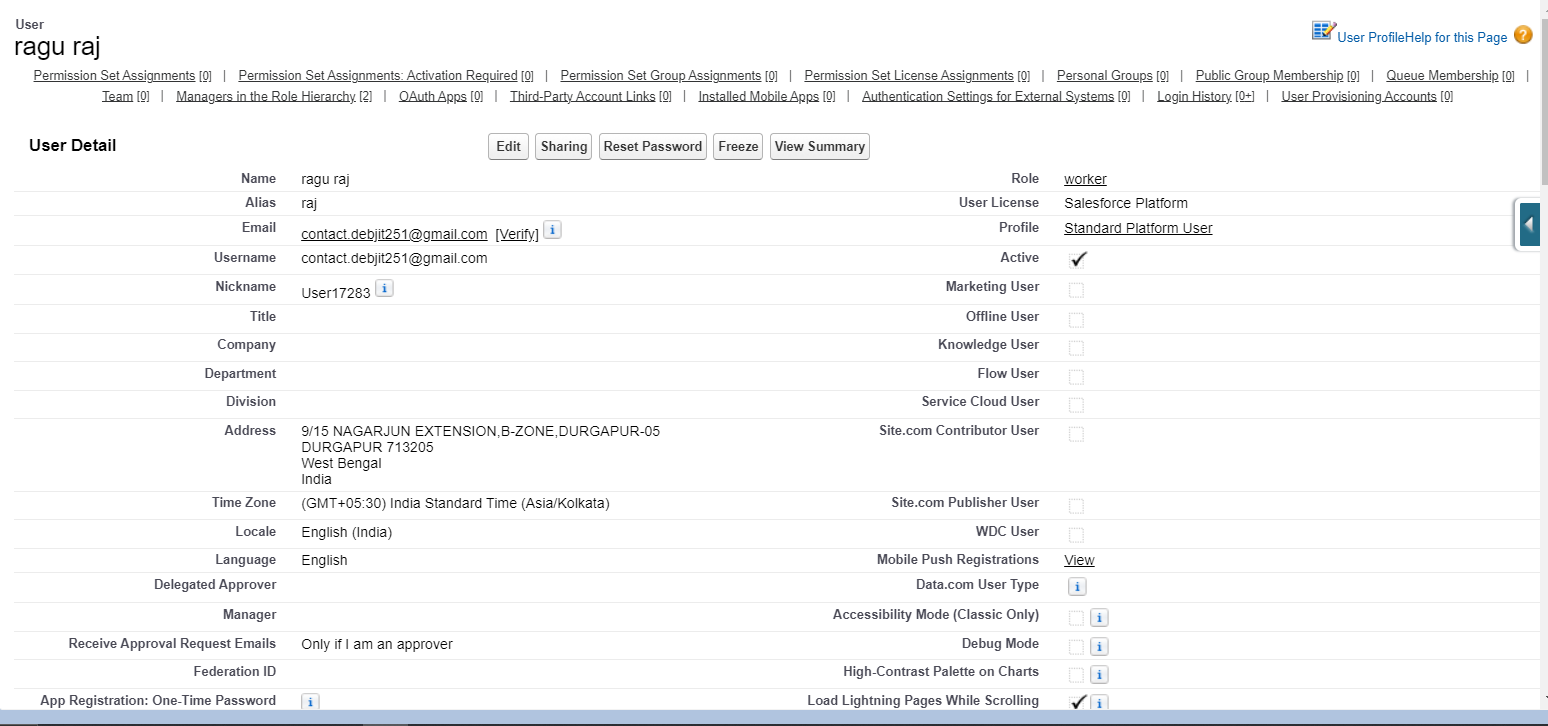 User
ragu raj
User ProfileHelp for this Page ?
Permission Set Assignments [0] | Permission Set Assignments: Activation Required [0] | Permission Set Group Assignments [0] | Permission Set License Assignments [0] | Personal Groups [0] | Public Group Membership [0] | Queue Membership [0] |
Team [0] | Managers in the Role Hierarchy [2] | OAuth Apps [0] | Third-Party Account Links [0] | Installed Mobile Apps [0] | Authentication Settings for External Systems [0] | Login History [0+] | User Provisioning Accounts [0]
User Detail Edit Sharing Reset Password Freeze View Summary
Name ragu raj Role worker
Alias raj User License Salesforce Platform
Email contact.debjit251@gmail.com [Verify] i Profile Standard Platform User
Username contact.debjit251@gmail.com Active
Nickname User17283 i Marketing User
Title Offline User
Company Knowledge User
Department Flow User
Division Service Cloud User
Address 9/15 NAGARJUN EXTENSION,B-ZONE,DURGAPUR-05 Site.com Contributor User
DURGAPUR 713205
West Bengal
India
Time Zone (GMT+05:30) India Standard Time (Asia/Kolkata) Site.com Publisher User
Locale English (India) WDC User
Language English Mobile Push Registrations View
Delegated Approver Data.com User Type i
Manager Accessibility Mode (Classic Only) i
Receive Approval Request Emails Only if I am an approver Debug Mode i
Federation ID High-Contrast Palette on Charts i
App Registration: One-Time Password i Load Lightning Pages While Scrolling i